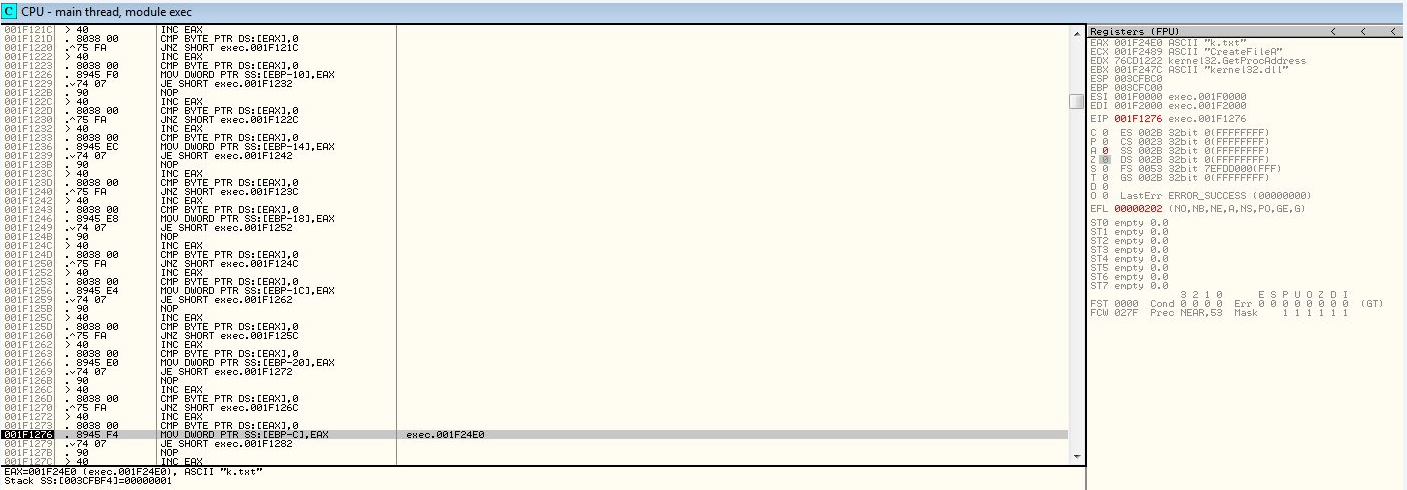 C CPU - main thread, module exec
001F121C > 40 INC EAX
001F121D . 8038 00 CMP BYTE PTR DS:[EAX],0
001F1220 .^75 FA JNZ SHORT exec.001F121C
001F1222 > 40 INC EAX
001F1223 . 8038 00 CMP BYTE PTR DS:[EAX],0
001F1226 . 8945 F0 MOV DWORD PTR SS:[EBP-10],EAX
001F1229 .v74 07 JE SHORT exec.001F1232
001F122B . 90 NOP
001F122C > 40 INC EAX
001F122D . 8038 00 CMP BYTE PTR DS:[EAX],0
001F1230 .^75 FA JNZ SHORT exec.001F122C
001F1232 > 40 INC EAX
001F1233 . 8038 00 CMP BYTE PTR DS:[EAX],0
001F1236 . 8945 EC MOV DWORD PTR SS:[EBP-14],EAX
001F1239 .v74 07 JE SHORT exec.001F1242
001F123B . 90 NOP
001F123C > 40 INC EAX
001F123D . 8038 00 CMP BYTE PTR DS:[EAX],0
001F1240 .^75 FA JNZ SHORT exec.001F123C
001F1242 > 40 INC EAX
001F1243 . 8038 00 CMP BYTE PTR DS:[EAX],0
001F1246 . 8945 E8 MOV DWORD PTR SS:[EBP-18],EAX
001F1249 .v74 07 JE SHORT exec.001F1252
001F124B . 90 NOP
001F124C > 40 INC EAX
001F124D . 8038 00 CMP BYTE PTR DS:[EAX],0
001F1250 .^75 FA JNZ SHORT exec.001F124C
001F1252 > 40 INC EAX
001F1253 . 8038 00 CMP BYTE PTR DS:[EAX],0
001F1256 . 8945 E4 MOV DWORD PTR SS:[EBP-1C],EAX
001F1259 .v74 07 JE SHORT exec.001F1262
001F125B . 90 NOP
001F125C > 40 INC EAX
001F125D . 8038 00 CMP BYTE PTR DS:[EAX],0
001F1260 .^75 FA JNZ SHORT exec.001F125C
001F1262 > 40 INC EAX
001F1263 . 8038 00 CMP BYTE PTR DS:[EAX],0
001F1266 . 8945 E0 MOV DWORD PTR SS:[EBP-20],EAX
001F1269 .v74 07 JE SHORT exec.001F1272
001F126B . 90 NOP
001F126C > 40 INC EAX
001F126D . 8038 00 CMP BYTE PTR DS:[EAX],0
001F1270 .^75 FA JNZ SHORT exec.001F126C
001F1272 > 40 INC EAX
001F1273 . 8038 00 CMP BYTE PTR DS:[EAX],0
001F1276 . 8945 F4 MOV DWORD PTR SS:[EBP-C],EAX exec.001F24E0
001F1279 .v74 07 JE SHORT exec.001F1282
001F127B . 90 NOP
001F127C > 40 INC EAX
EAX=001F24E0 (exec.001F24E0), ASCII "k.txt"
Stack SS:[003CFBF4]=00000001
Registers (FPU) < < <
EAX 001F24E0 ASCII "k.txt"
ECX 001F2489 ASCII "CreateFileA"
EDX 76CD1222 kernel32.GetProcAddress
EBX 001F247C ASCII "kernel32.dll"
ESP 003CFBC0
EBP 003CFC00
ESI 001F0000 exec.001F0000
EDI 001F2000 exec.001F2000
EIP 001F1276 exec.001F1276
C 0 ES 002B 32bit 0(FFFFFFFF)
P 0 CS 0023 32bit 0(FFFFFFFF)
A 0 SS 002B 32bit 0(FFFFFFFF)
Z 0 DS 002B 32bit 0(FFFFFFFF)
S 0 FS 0053 32bit 7EFDD000(FFF)
T 0 GS 002B 32bit 0(FFFFFFFF)
D 0
O 0 LastErr ERROR_SUCCESS (00000000)
EFL 00000202 (NO,NB,NE,A,NS,PO,GE,G)
ST0 empty 0.0
ST1 empty 0.0
ST2 empty 0.0
ST3 empty 0.0
ST4 empty 0.0
ST5 empty 0.0
ST6 empty 0.0
ST7 empty 0.0
3 2 1 0 E S P U O Z D I
FST 0000 Cond 0 0 0 0 Err 0 0 0 0 0 0 0 0 (GT)
FCW 027F Prec NEAR,53 Mask 1 1 1 1 1 1